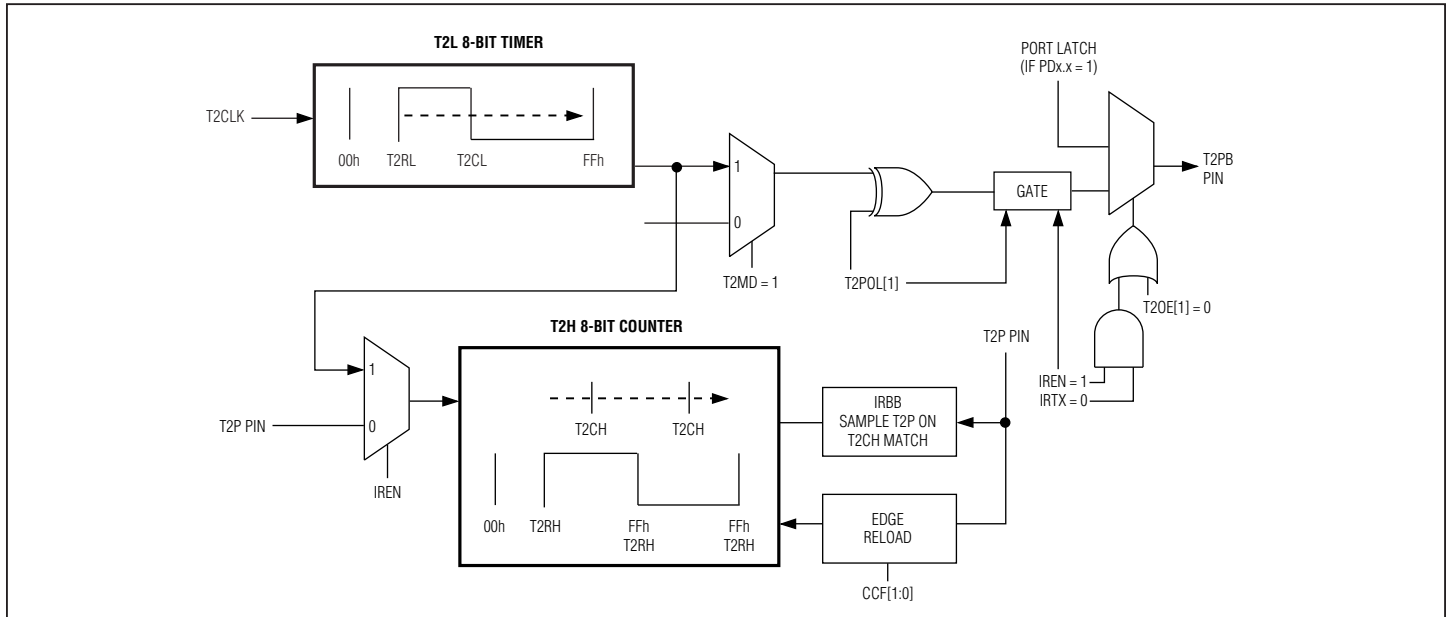 T2L 8-BIT TIMER
PORT LATCH
(IF PDx.x = 1)
T2CLK
00h
T2RL
T2CL
FFh
1
0
T2MD = 1
T2POL[1]
GATE
T2PB
PIN
T2OE[1] = 0
IREN = 1
IRTX = 0
T2H 8-BIT COUNTER
T2P PIN
1
0
T2P PIN
IREN
T2CH
T2CH
IRBB
SAMPLE T2P ON
T2CH MATCH
00h
T2RH
FFh
T2RH
FFh
T2RH
EDGE
RELOAD
CCF[1:0]